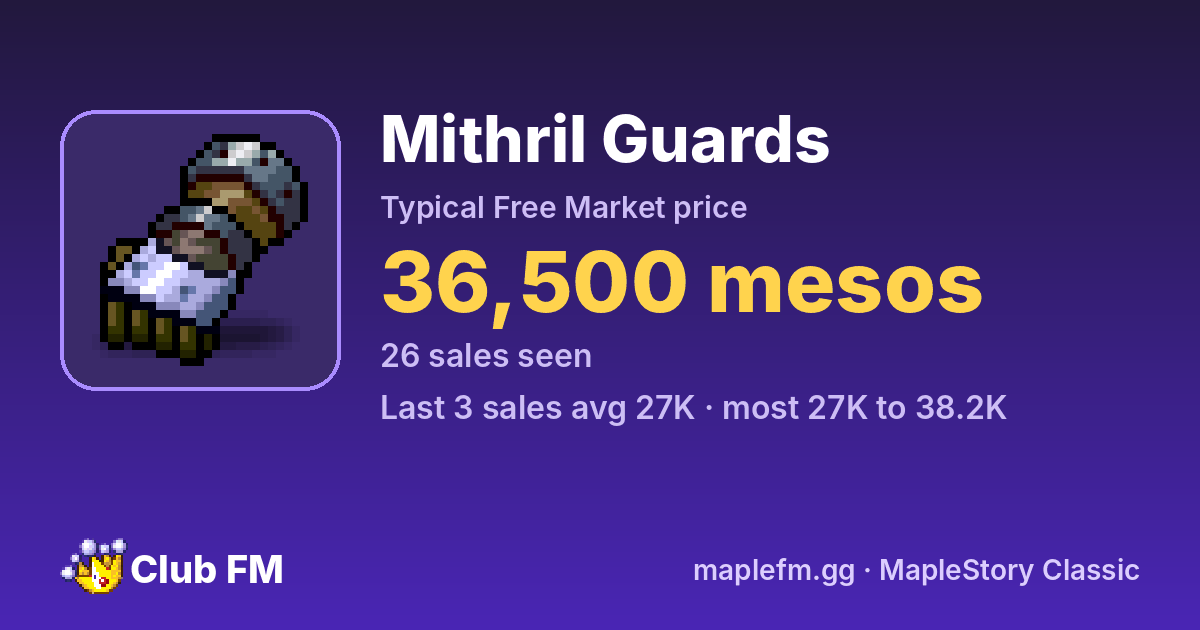 Mithril Guards
Typical Free Market price
36,500 mesos
26 sales seen
Last 3 sales avg 27K · most 27K to 38.2K
Club FM
maplefm.gg · MapleStory Classic